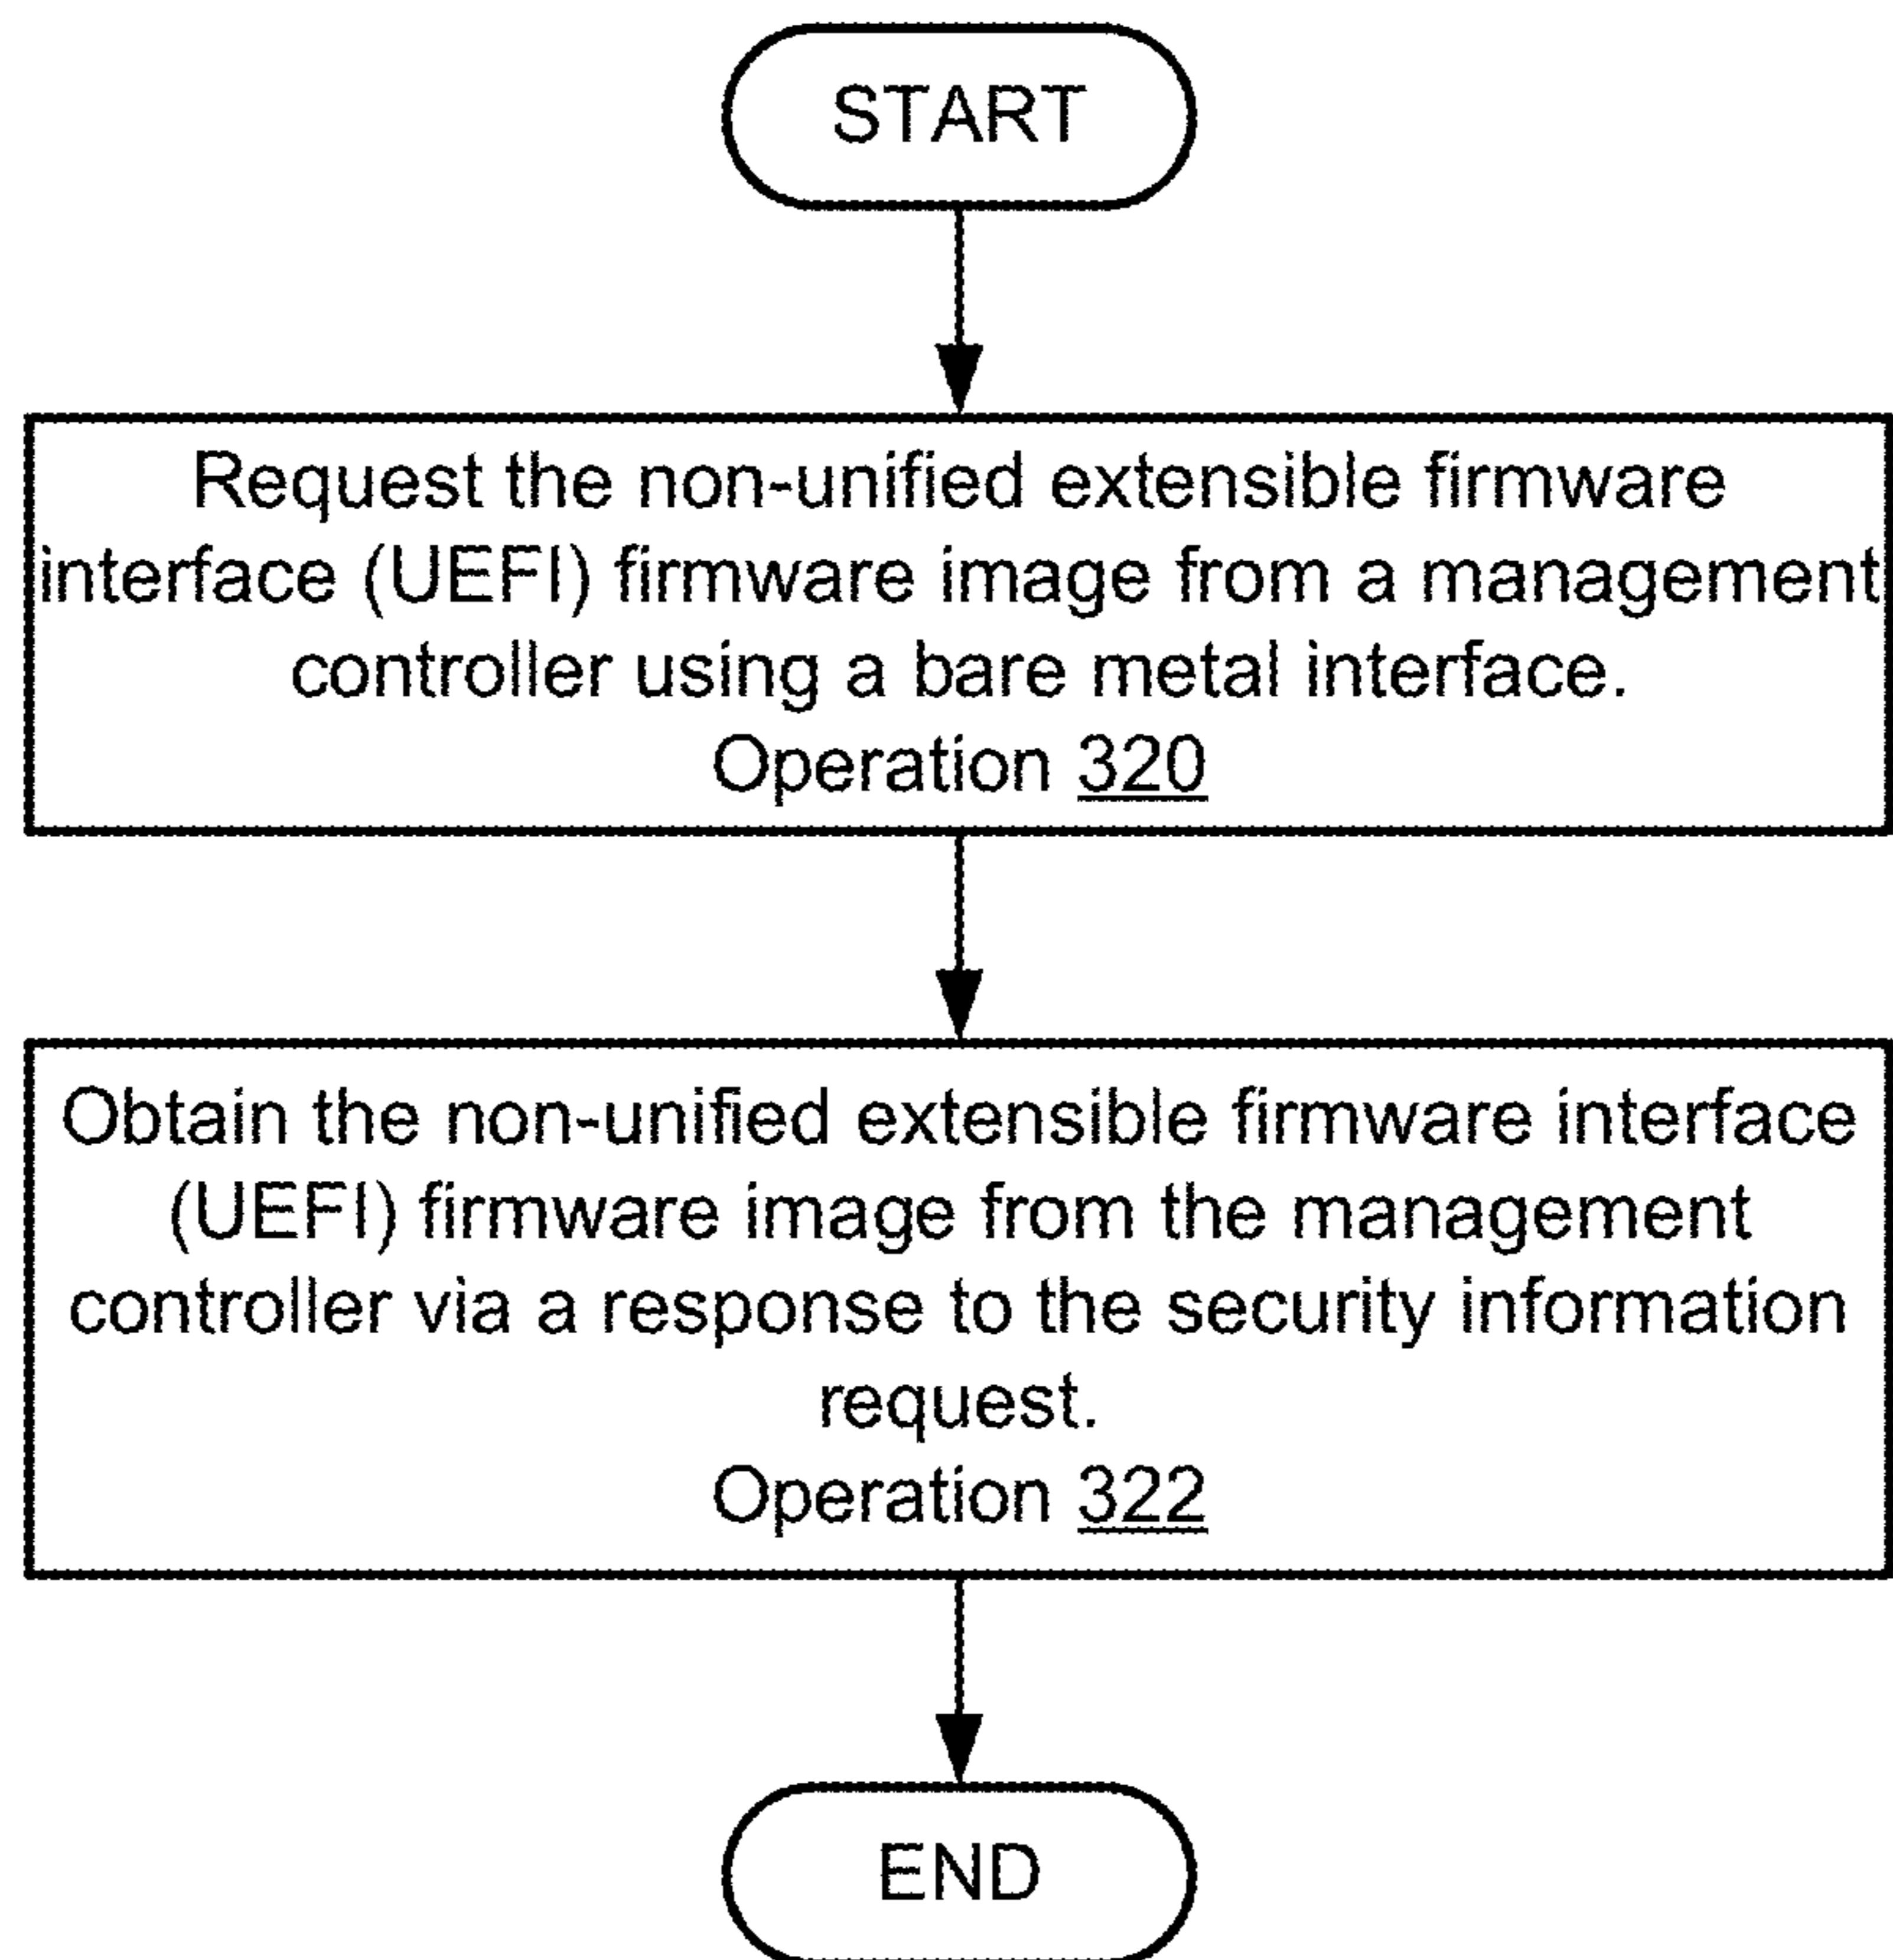 START
Request the non-unified extensible firmware
interface (UEFI) firmware image from a management
controller using a bare metal interface.
Operation 320
Obtain the non-unified extensible firmware interface
(UEFI) firmware image from the management
controller via a response to the security information
request.
Operation 322
END